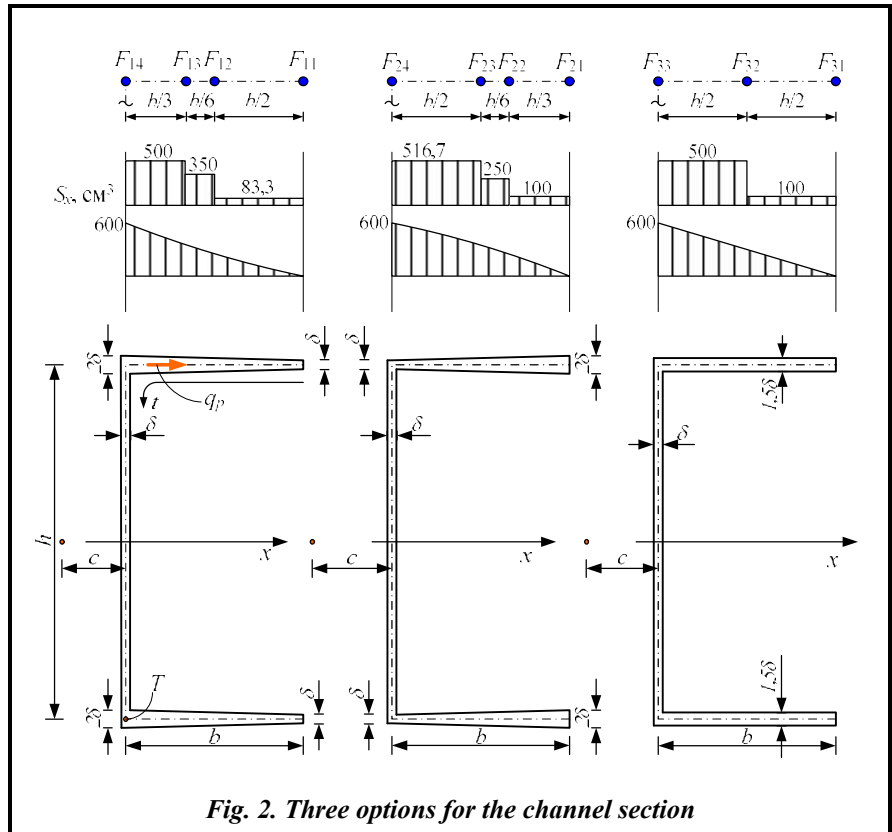 F14 F13 F12 F11 F24 F23 F22 F21 F33 F32 F31
b/3 b/6 b/2 b/2 b/6 b/3 b/2 b/2
500 350 83,3 516,7 250 100 500 100
Sx, см³
600 600 600
2δ δ δ 2δ 1,5δ
t qp
δ δ δ
h
c x c x c x
T
2δ δ δ 2δ 1,5δ
b b b
Fig. 2. Three options for the channel section